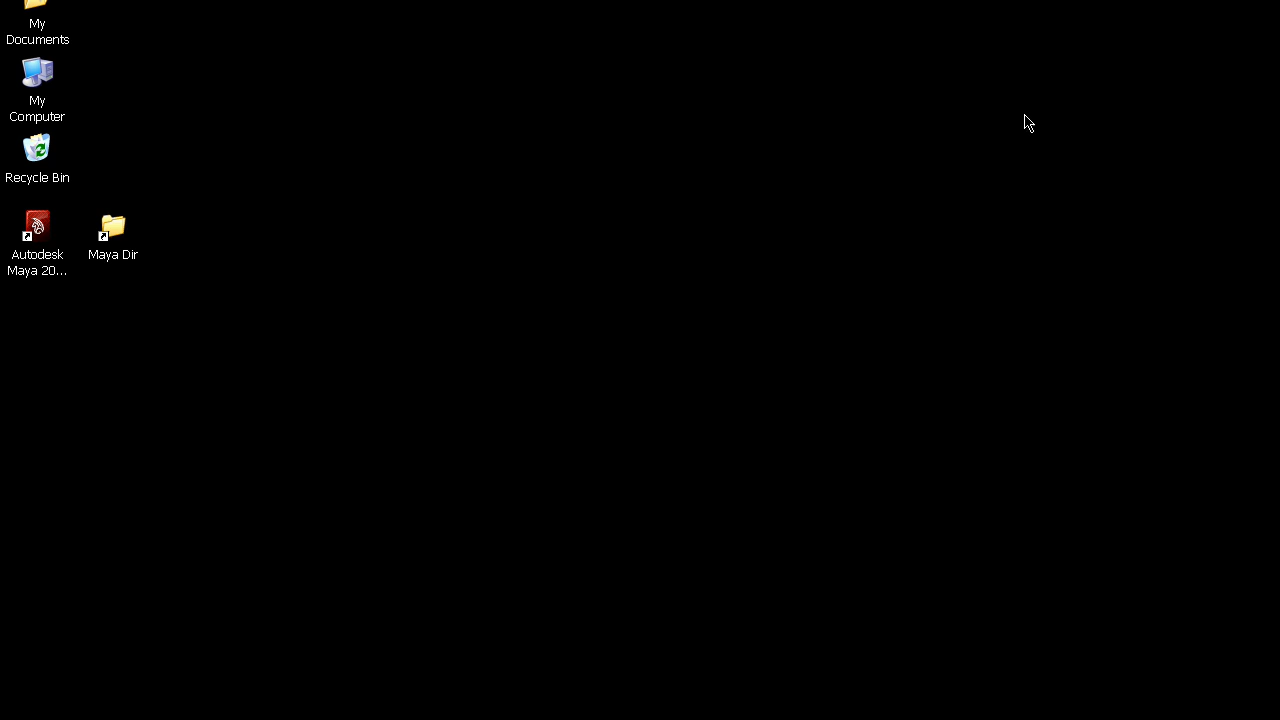 My
Documents
My
Computer
Recycle Bin
Autodesk
Maya 20...
Maya Dir